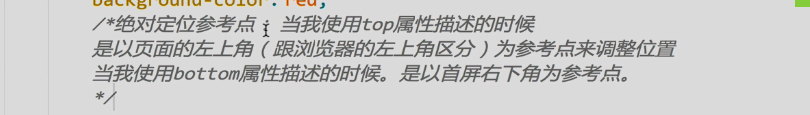 background-color: red;
/*绝对定位参考点: 当我使用top属性描述的时候
是以页面的左上角（跟浏览器的左上角区分）为参考点来调整位置
当我使用bottom属性描述的时候。是以首屏右下角为参考点。
*/